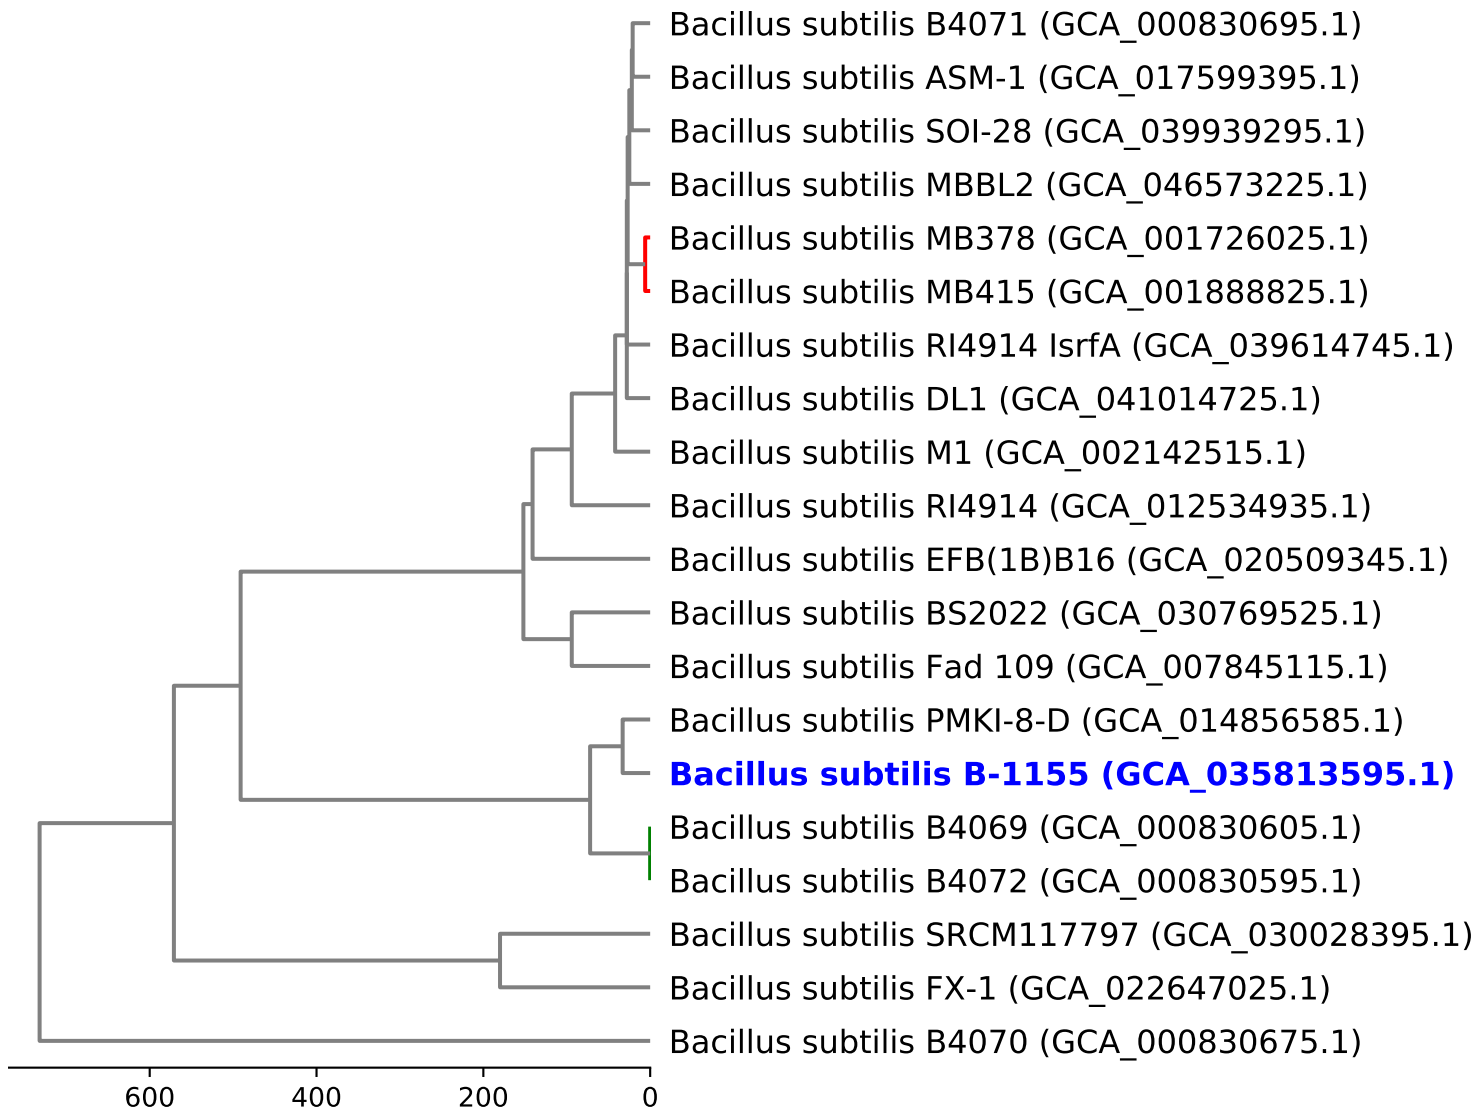 Bacillus subtilis B4071 (GCA_000830695.1)
Bacillus subtilis ASM-1 (GCA_017599395.1)
Bacillus subtilis SOI-28 (GCA_039939295.1)
Bacillus subtilis MBBL2 (GCA_046573225.1)
Bacillus subtilis MB378 (GCA_001726025.1)
Bacillus subtilis MB415 (GCA_001888825.1)
Bacillus subtilis RI4914 IsrfA (GCA_039614745.1)
Bacillus subtilis DL1 (GCA_041014725.1)
Bacillus subtilis M1 (GCA_002142515.1)
Bacillus subtilis RI4914 (GCA_012534935.1)
Bacillus subtilis EFB(1B)B16 (GCA_020509345.1)
Bacillus subtilis BS2022 (GCA_030769525.1)
Bacillus subtilis Fad 109 (GCA_007845115.1)
Bacillus subtilis PMKI-8-D (GCA_014856585.1)
Bacillus subtilis B-1155 (GCA_035813595.1)
Bacillus subtilis B4069 (GCA_000830605.1)
Bacillus subtilis B4072 (GCA_000830595.1)
Bacillus subtilis SRCM117797 (GCA_030028395.1)
Bacillus subtilis FX-1 (GCA_022647025.1)
Bacillus subtilis B4070 (GCA_000830675.1)
600 400 200 0